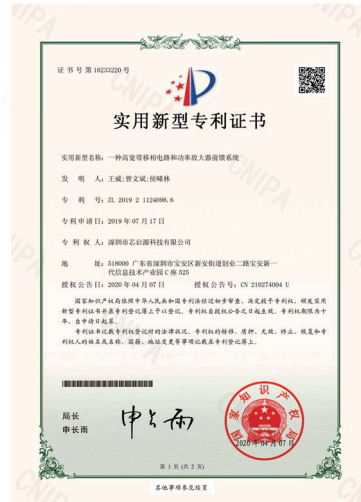 证 书 号 第 10233220 号
实用新型专利证书
实用新型名称：一种高宽带移相电路和功率放大器前馈系统
发 明 人：王威;曾文斌;侯啸林
专 利 号：ZL 2019 2 1124098.6
专利申请日：2019年07月17日
专 利 权 人：深圳市芯启源科技有限公司
地 址：518000 广东省深圳市宝安区新安街道创业二路宝安新一
代信息技术产业园C座525
授权公告日：2020年04月07日 授权公告号：CN 210274004 U
国家知识产权局依照中华人民共和国专利法经过初步审查，决定授予专利权，颁发实用
新型专利证书并在专利登记簿上予以登记。专利权自授权公告之日起生效。专利权期限为十
年，自申请日起算。
专利证书记载专利权登记时的法律状况。专利权的转移、质押、无效、终止、恢复和专
利权人的姓名或名称、国籍、地址变更等事项记载在专利登记簿上。
局长
申长雨
申长雨
国家知识产权局
2020年04月07日
第 1 页 (共 2 页)
其他事项参见续页
CNIPA